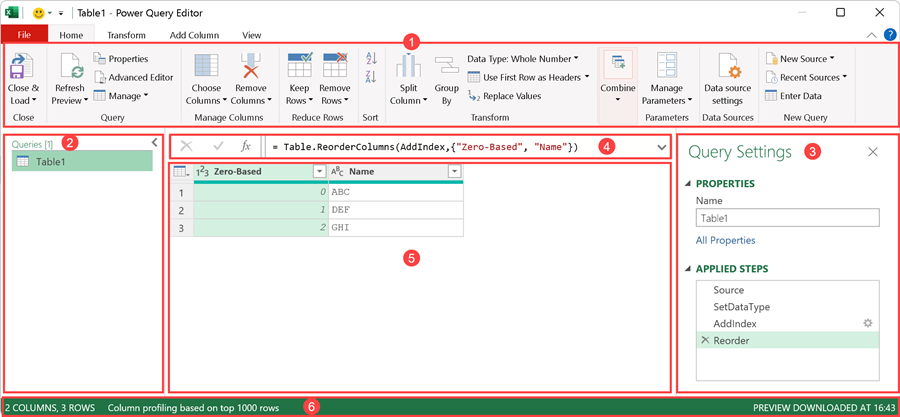 Table1 - Power Query Editor
File Home Transform Add Column View
1
Close & Load
Refresh Preview
Properties
Advanced Editor
Manage
Choose Columns
Remove Columns
Keep Rows
Remove Rows
Split Column
Group By
Data Type: Whole Number
Use First Row as Headers
Replace Values
Combine
Manage Parameters
Data source settings
New Source
Recent Sources
Enter Data
Close Query Manage Columns Reduce Rows Sort Transform Parameters Data Sources New Query
Queries [1] 2
Table1
fx = Table.ReorderColumns(AddIndex,{"Zero-Based", "Name"}) 4
123 Zero-Based ABC Name
1 0 ABC
2 1 DEF
3 2 GHI
5
Query Settings 3
PROPERTIES
Name
Table1
All Properties
APPLIED STEPS
Source
SetDataType
AddIndex
Reorder
2 COLUMNS, 3 ROWS Column profiling based on top 1000 rows 6 PREVIEW DOWNLOADED AT 16:43